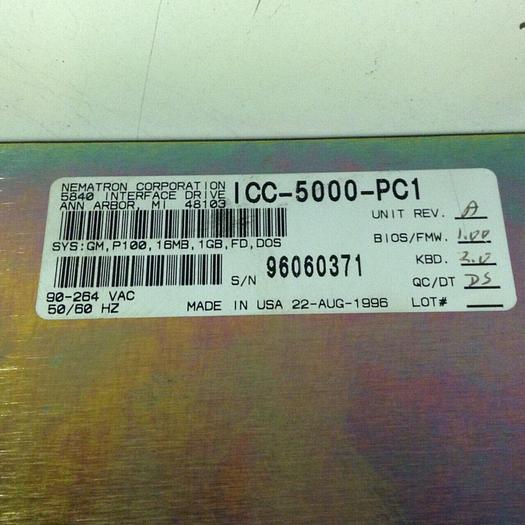 NEMATRON CORPORATION
5840 INTERFACE DRIVE
ANN ARBOR, MI 48103
ICC-5000-PC1
UNIT REV. A
SYS:GM,P100,16MB,1GB,FD,DOS
BIOS/FMW. 1.00
KBD. 3.0
S/N 96060371
QC/DT DS
90-264 VAC
50/60 HZ
MADE IN USA 22-AUG-1996
LOT#